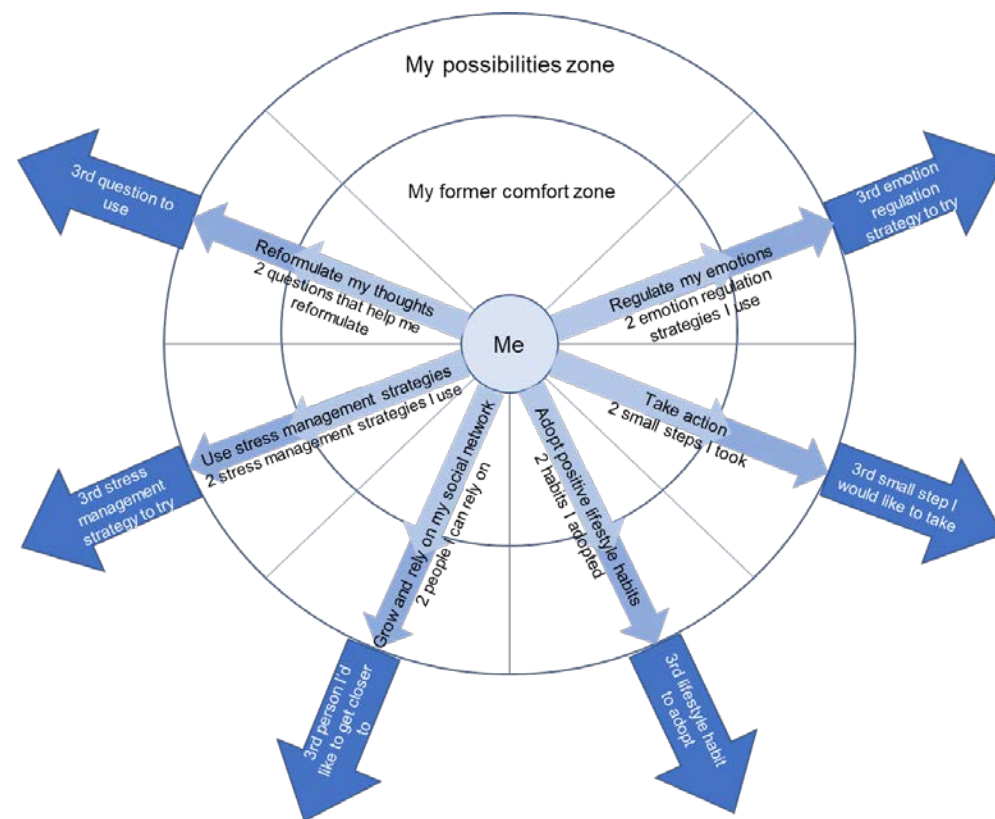 My possibilities zone
My former comfort zone
3rd question to
use
Reformulate my thoughts
2 questions that help me
reformulate
3rd emotion
regulation
strategy to try
Regulate my emotions
2 emotion regulation
strategies I use
Me
Use stress management strategies
2 stress management strategies I use
3rd stress
management
strategy to try
Grow and rely on my social network
2 people I can rely on
3rd person I'd
like to get closer
to
Adopt positive lifestyle habits
2 habits I adopted
3rd lifestyle habit
to adopt
Take action
2 small steps I took
3rd small step I
would like to take